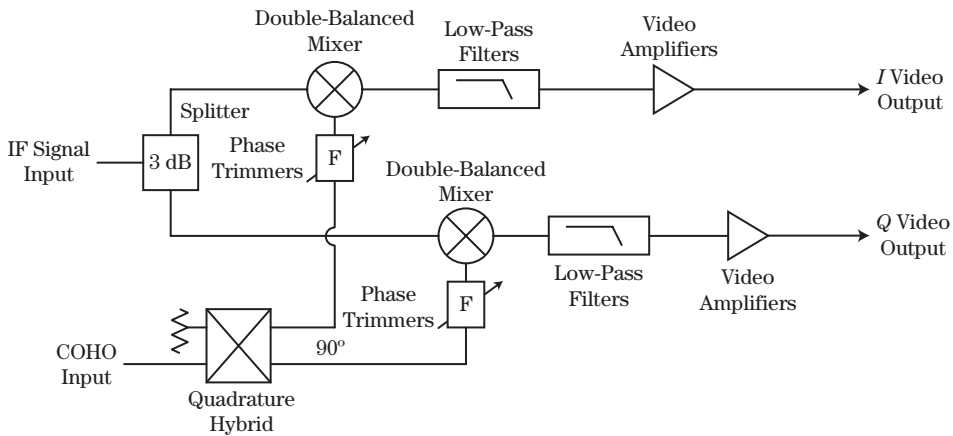 Double-Balanced
Mixer
Low-Pass
Filters
Video
Amplifiers
I Video
Output
Splitter
IF Signal
Input
3 dB
Phase
Trimmers
F
Double-Balanced
Mixer
Q Video
Output
Low-Pass
Filters
Video
Amplifiers
Phase
Trimmers
F
COHO
Input
90º
Quadrature
Hybrid